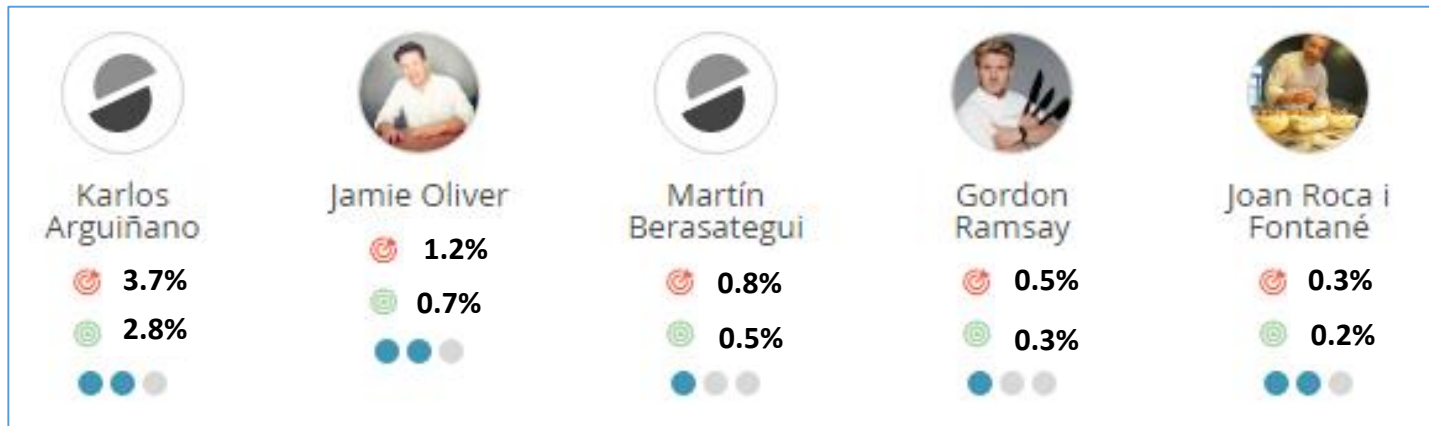 Karlos
Arguiñano
3.7%
2.8%
Jamie Oliver
1.2%
0.7%
Martín
Berasategui
0.8%
0.5%
Gordon
Ramsay
0.5%
0.3%
Joan Roca i
Fontané
0.3%
0.2%